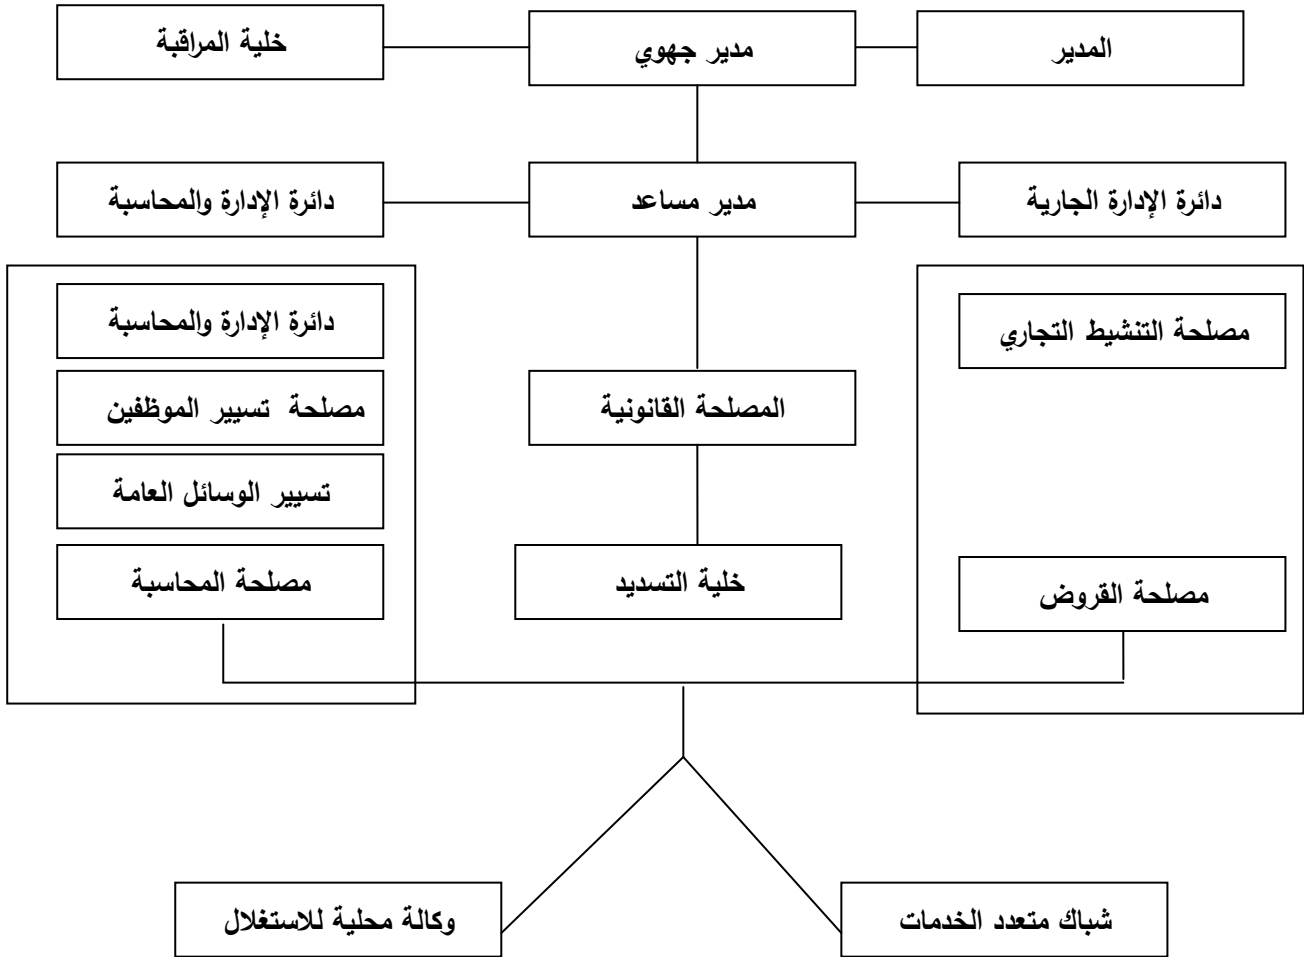 المدير
مدير جهوي
خلية المراقبة
دائرة الإدارة الجارية
مدير مساعد
دائرة الإدارة والمحاسبة
مصلحة التنشيط التجاري
دائرة الإدارة والمحاسبة
المصلحة القانونية
مصلحة تسيير الموظفين
تسيير الوسائل العامة
مصلحة القروض
خلية التسديد
مصلحة المحاسبة
شباك متعدد الخدمات
وكالة محلية للاستغلال